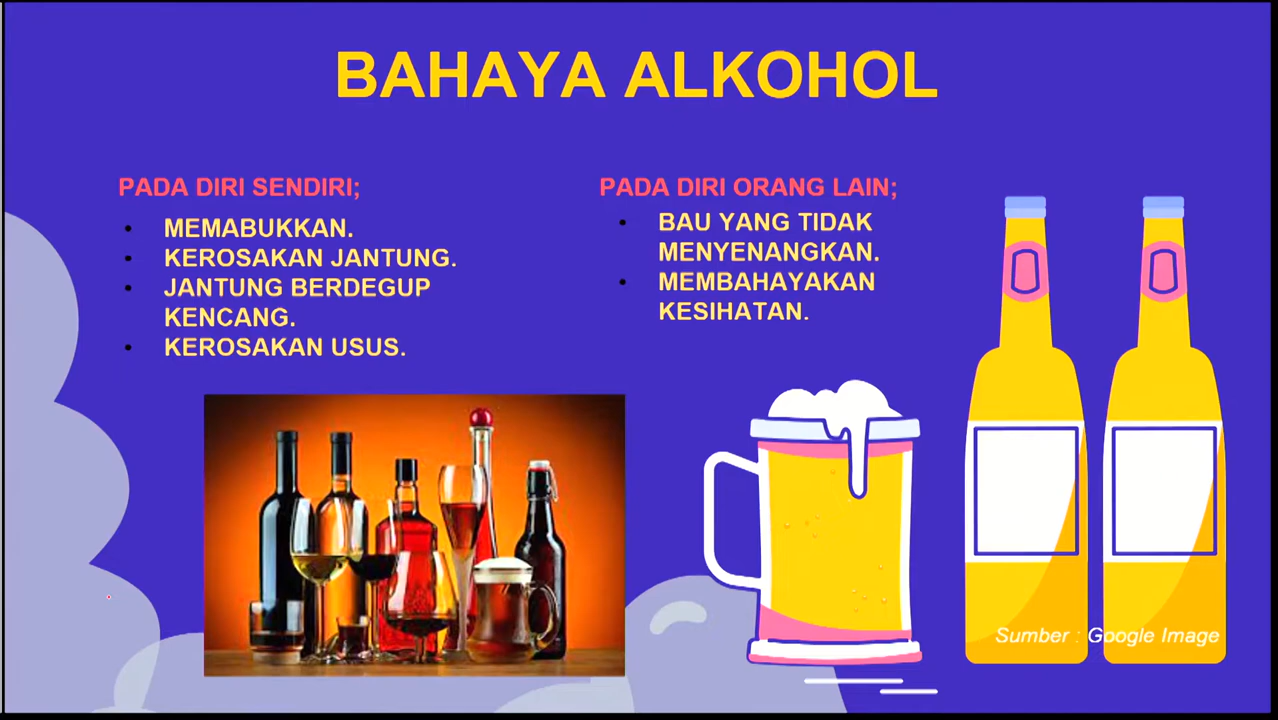 BAHAYA ALKOHOL
PADA DIRI SENDIRI;
• MEMABUKKAN.
• KEROSAKAN JANTUNG.
• JANTUNG BERDEGUP
KENCANG.
• KEROSAKAN USUS.
PADA DIRI ORANG LAIN;
• BAU YANG TIDAK
MENYENANGKAN.
• MEMBAHAYAKAN
KESIHATAN.
Sumber : Google Image